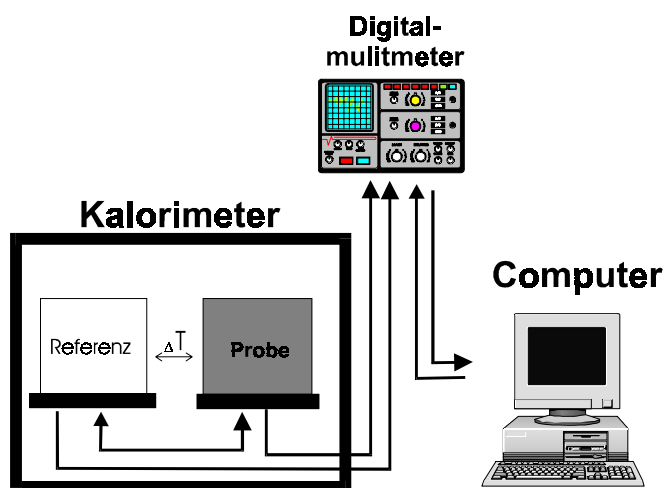 Digital-
mulitmeter
Kalorimeter
Computer
Referenz
ΔT
Probe